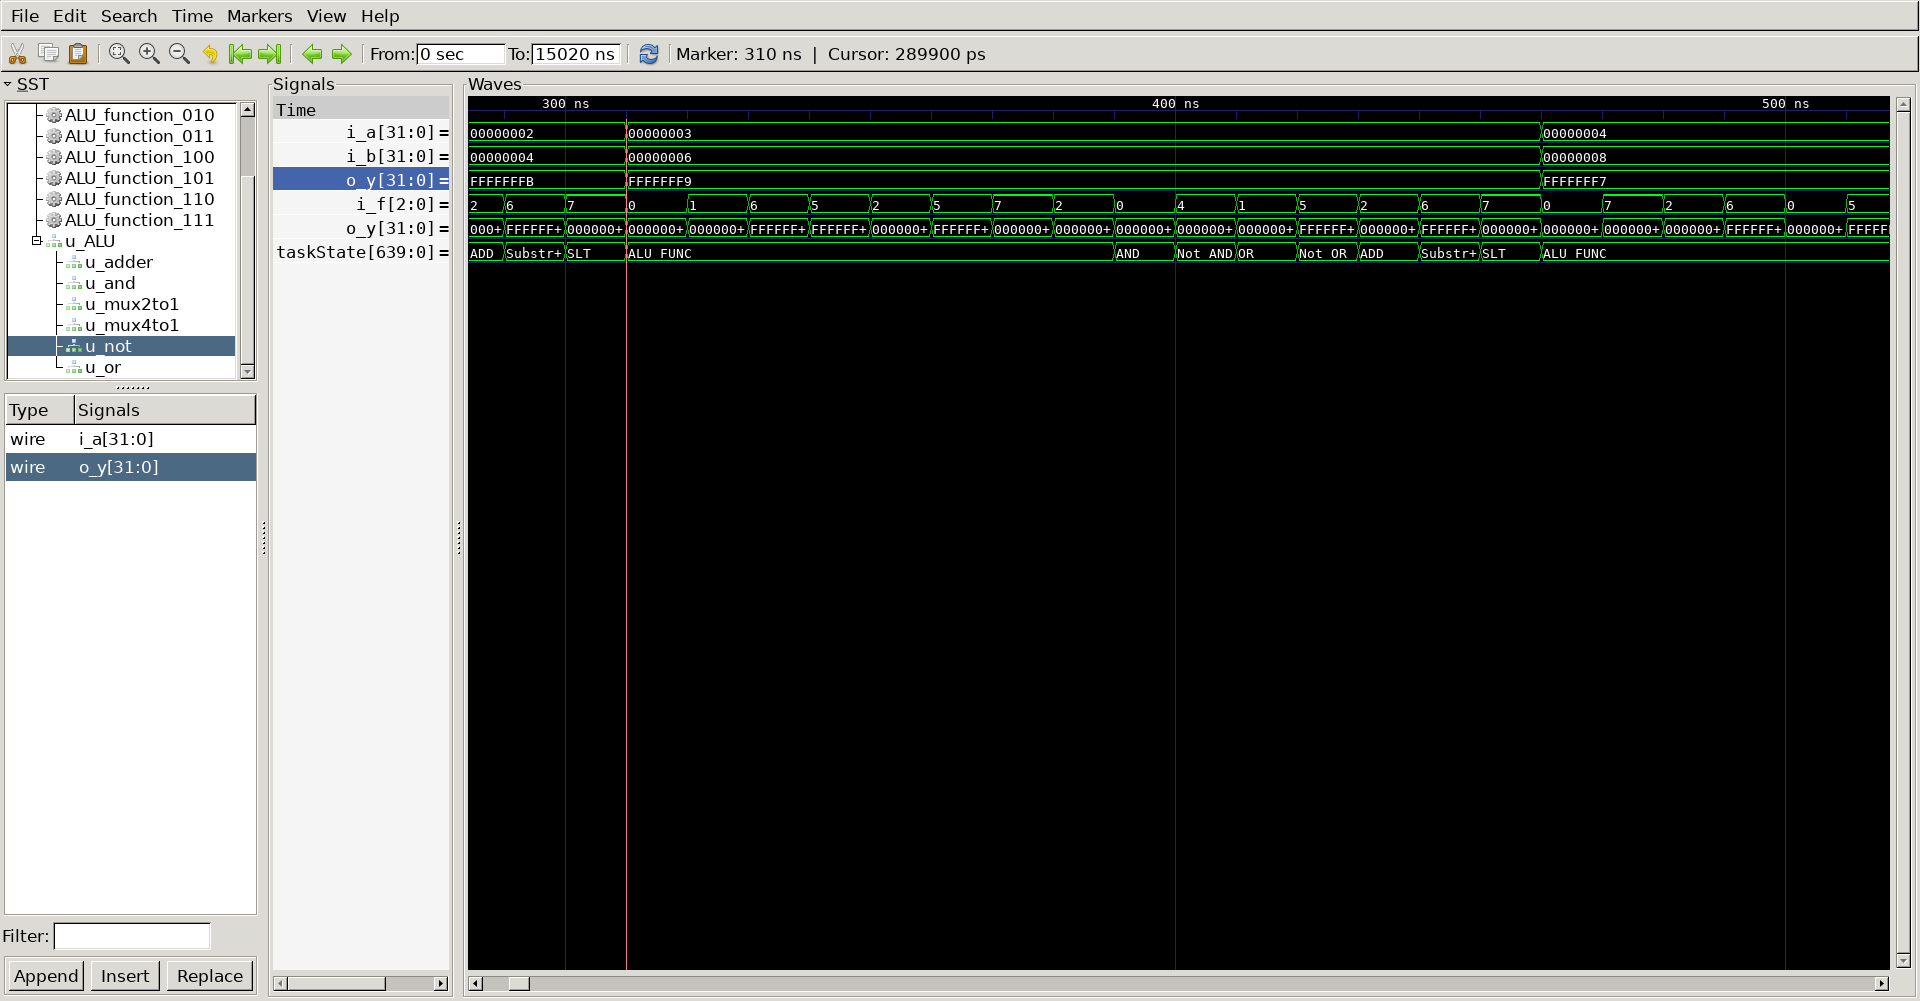 File Edit Search Time Markers View Help
From: 0 sec To: 15020 ns Marker: 310 ns | Cursor: 289900 ps
SST
ALU_function_010
ALU_function_011
ALU_function_100
ALU_function_101
ALU_function_110
ALU_function_111
u_ALU
u_adder
u_and
u_mux2to1
u_mux4to1
u_not
u_or
Type Signals
wire i_a[31:0]
wire o_y[31:0]
Filter:
Append Insert Replace
Signals
Time
i_a[31:0] =
i_b[31:0] =
o_y[31:0] =
i_f[2:0] =
o_y[31:0] =
taskState[639:0] =
Waves
300 ns 400 ns 500 ns
00000002 00000003 00000004
00000004 00000006 00000008
FFFFFFFB FFFFFFF9 FFFFFFF7
2 6 7 0 1 6 5 2 5 7 2 0 4 1 5 2 6 7 0 7 2 6 0 5
000+ FFFFFF+ 000000+ 000000+ 000000+ FFFFFF+ FFFFFF+ 000000+ FFFFFF+ 000000+ 000000+ 000000+ 000000+ 000000+ FFFFFF+ 000000+ FFFFFF+ 000000+ 000000+ 000000+ 000000+ FFFFFF+ 000000+ FFFFF
ADD Substr+ SLT ALU FUNC AND Not AND OR Not OR ADD Substr+ SLT ALU FUNC